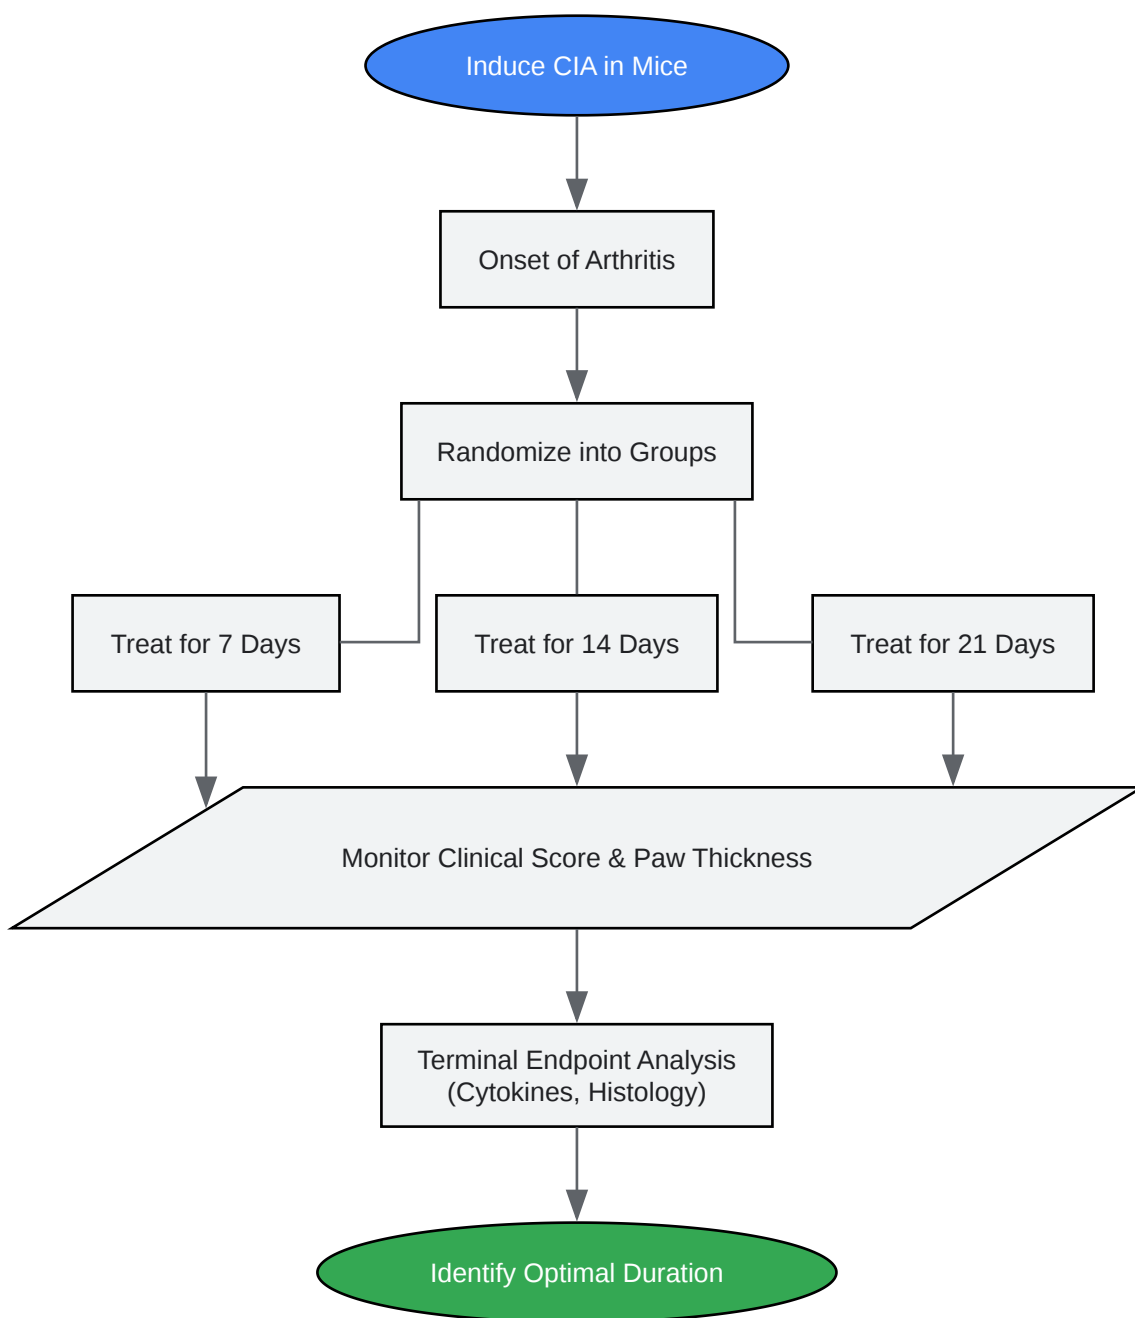 Induce CIA in Mice
Onset of Arthritis
Randomize into Groups
Treat for 7 Days
Treat for 14 Days
Treat for 21 Days
Monitor Clinical Score & Paw Thickness
Terminal Endpoint Analysis
(Cytokines, Histology)
Identify Optimal Duration